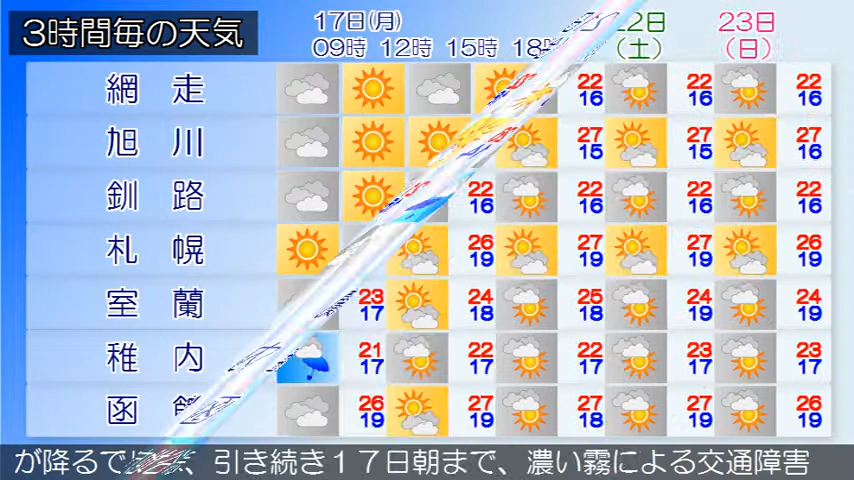 3時間毎の天気
17日(月)
22日 23日
(土) (日)
09時 12時 15時 18時
網走 22 16 22 16 22 16
旭川 27 15 27 15 27 16
釧路 22 16 22 16 22 16 22 16
札幌 26 19 27 19 27 19 26 19
室蘭 23 17 24 18 25 18 24 19 24 19
稚内 21 17 22 17 22 17 23 17 23 17
函館 26 19 27 19 27 18 27 19 26 19
が降るで、引き続き17日朝まで、濃い霧による交通障害